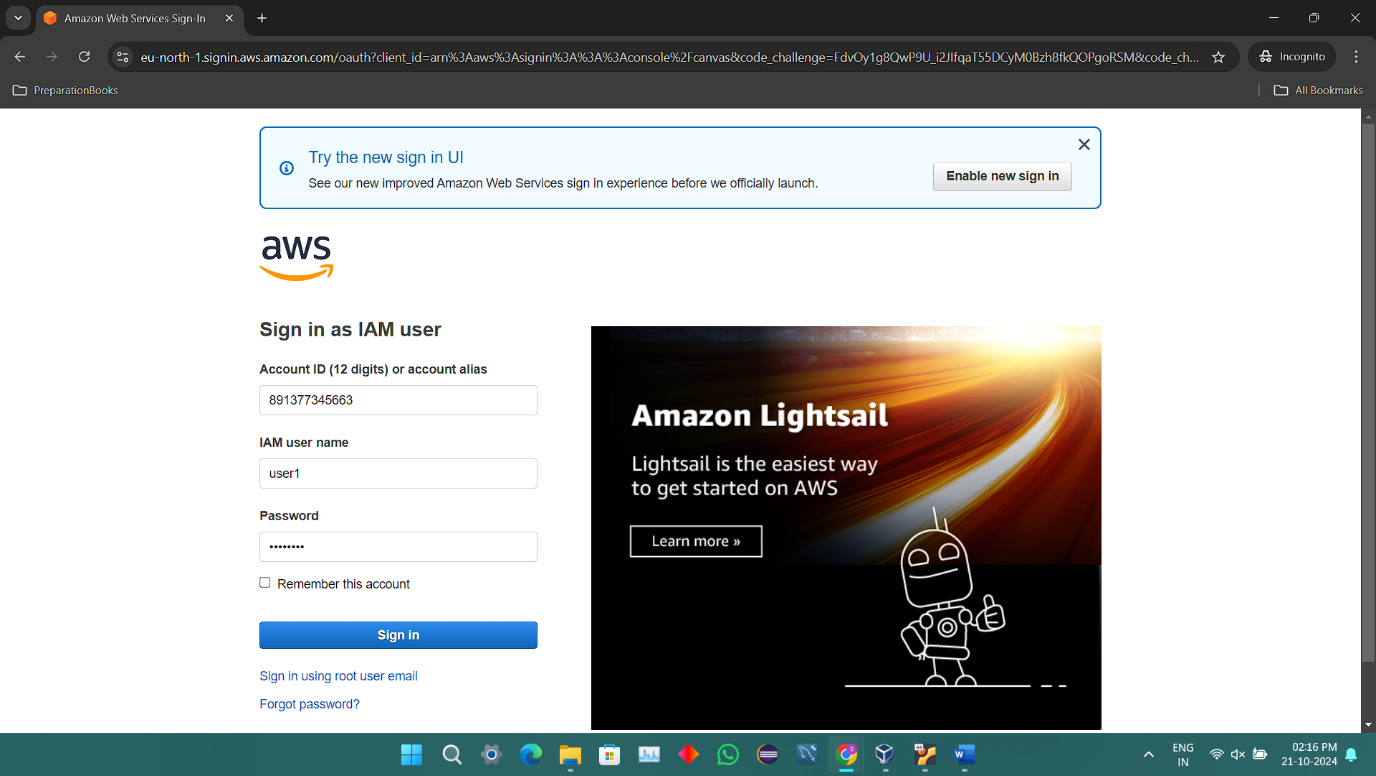 Amazon Web Services Sign-In
eu-north-1.signin.aws.amazon.com/oauth?client_id=arn%3Aaws%3Asignin%3A%3A%3Aconsole%2Fcanvas&code_challenge=FdvOy1g8QwP9U_i2JIfqaT55DCyM0Bzh8fkQOPgoRSM&code_ch...
Incognito
PreparationBooks
All Bookmarks
Try the new sign in UI
See our new improved Amazon Web Services sign in experience before we officially launch.
Enable new sign in
aws
Sign in as IAM user
Account ID (12 digits) or account alias
891377345663
IAM user name
user1
Password
••••••••
Remember this account
Sign in
Sign in using root user email
Forgot password?
Amazon Lightsail
Lightsail is the easiest way
to get started on AWS
Learn more »
ENG
IN
02:16 PM
21-10-2024